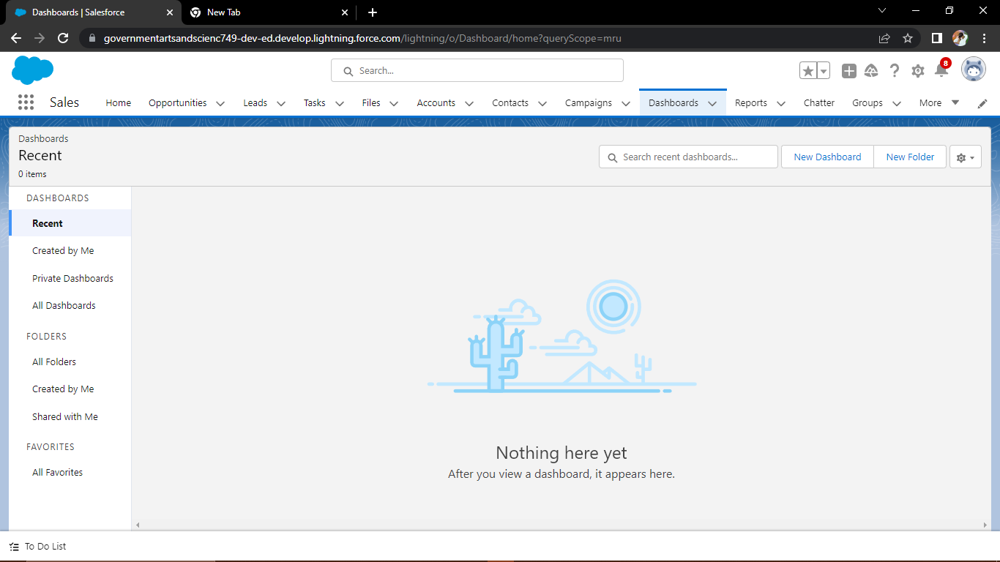 Dashboards | Salesforce
New Tab
governmentartsandscienc749-dev-ed.develop.lightning.force.com/lightning/o/Dashboard/home?queryScope=mru
Search...
8
Sales Home Opportunities Leads Tasks Files Accounts Contacts Campaigns Dashboards Reports Chatter Groups More
Dashboards
Recent
0 items
Search recent dashboards...
New Dashboard
New Folder
DASHBOARDS
Recent
Created by Me
Private Dashboards
All Dashboards
FOLDERS
All Folders
Created by Me
Shared with Me
FAVORITES
All Favorites
Nothing here yet
After you view a dashboard, it appears here.
To Do List